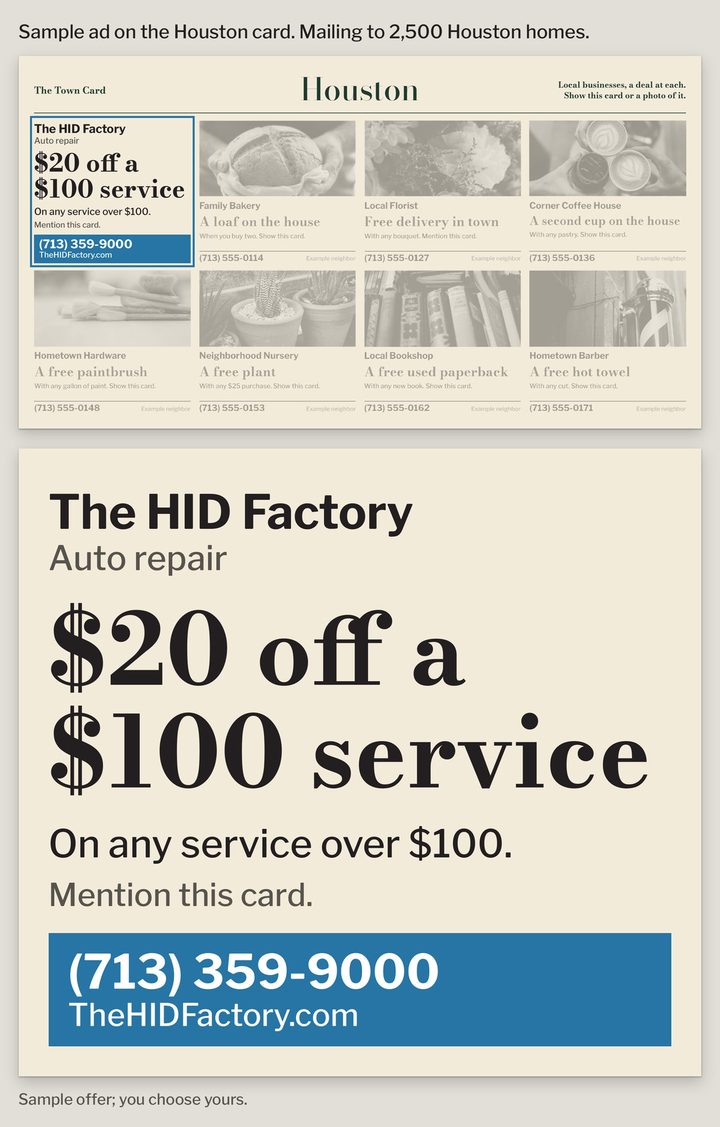 Sample ad on the Houston card. Mailing to 2,500 Houston homes.
The Town Card
Houston
Local businesses, a deal at each.
Show this card or a photo of it.
The HID Factory
Auto repair
$20 off a
$100 service
On any service over $100.
Mention this card.
(713) 359-9000
TheHIDFactory.com
Family Bakery
A loaf on the house
When you buy two. Show this card.
(713) 555-0114
Example neighbor
Local Florist
Free delivery in town
With any bouquet. Mention this card.
(713) 555-0127
Example neighbor
Corner Coffee House
A second cup on the house
With any pastry. Show this card.
(713) 555-0136
Example neighbor
Hometown Hardware
A free paintbrush
With any gallon of paint. Show this card.
(713) 555-0148
Example neighbor
Neighborhood Nursery
A free plant
With any $25 purchase. Show this card.
(713) 555-0153
Example neighbor
Local Bookshop
A free used paperback
With any new book. Show this card.
(713) 555-0162
Example neighbor
Hometown Barber
A free hot towel
With any cut. Show this card.
(713) 555-0171
Example neighbor
The HID Factory
Auto repair
$20 off a
$100 service
On any service over $100.
Mention this card.
(713) 359-9000
TheHIDFactory.com
Sample offer; you choose yours.